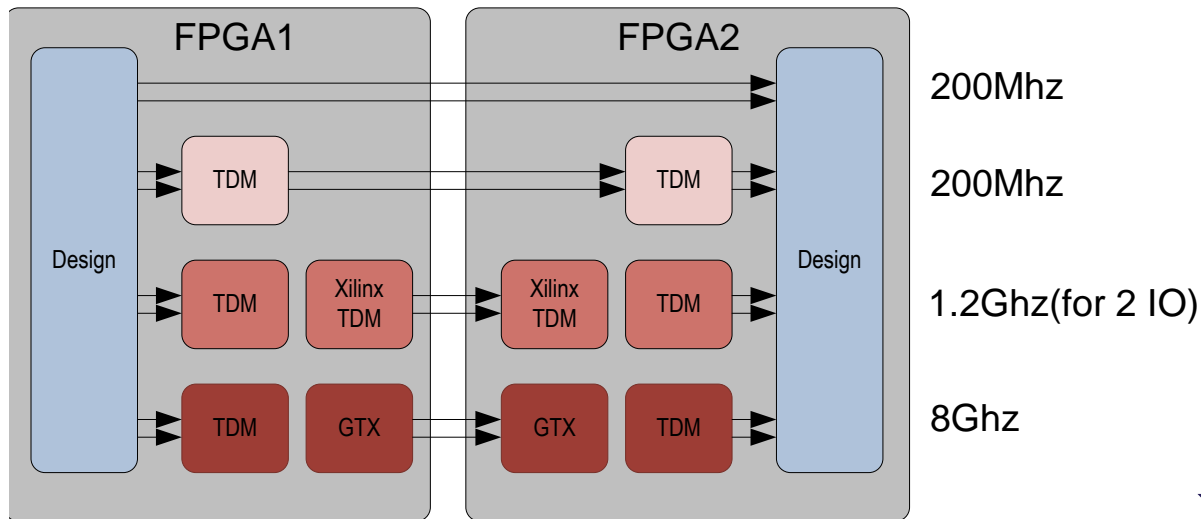 FPGA1
FPGA2
200Mhz
TDM
TDM
200Mhz
Design
Design
TDM
Xilinx
TDM
Xilinx
TDM
TDM
1.2Ghz(for 2 IO)
TDM
GTX
GTX
TDM
8Ghz